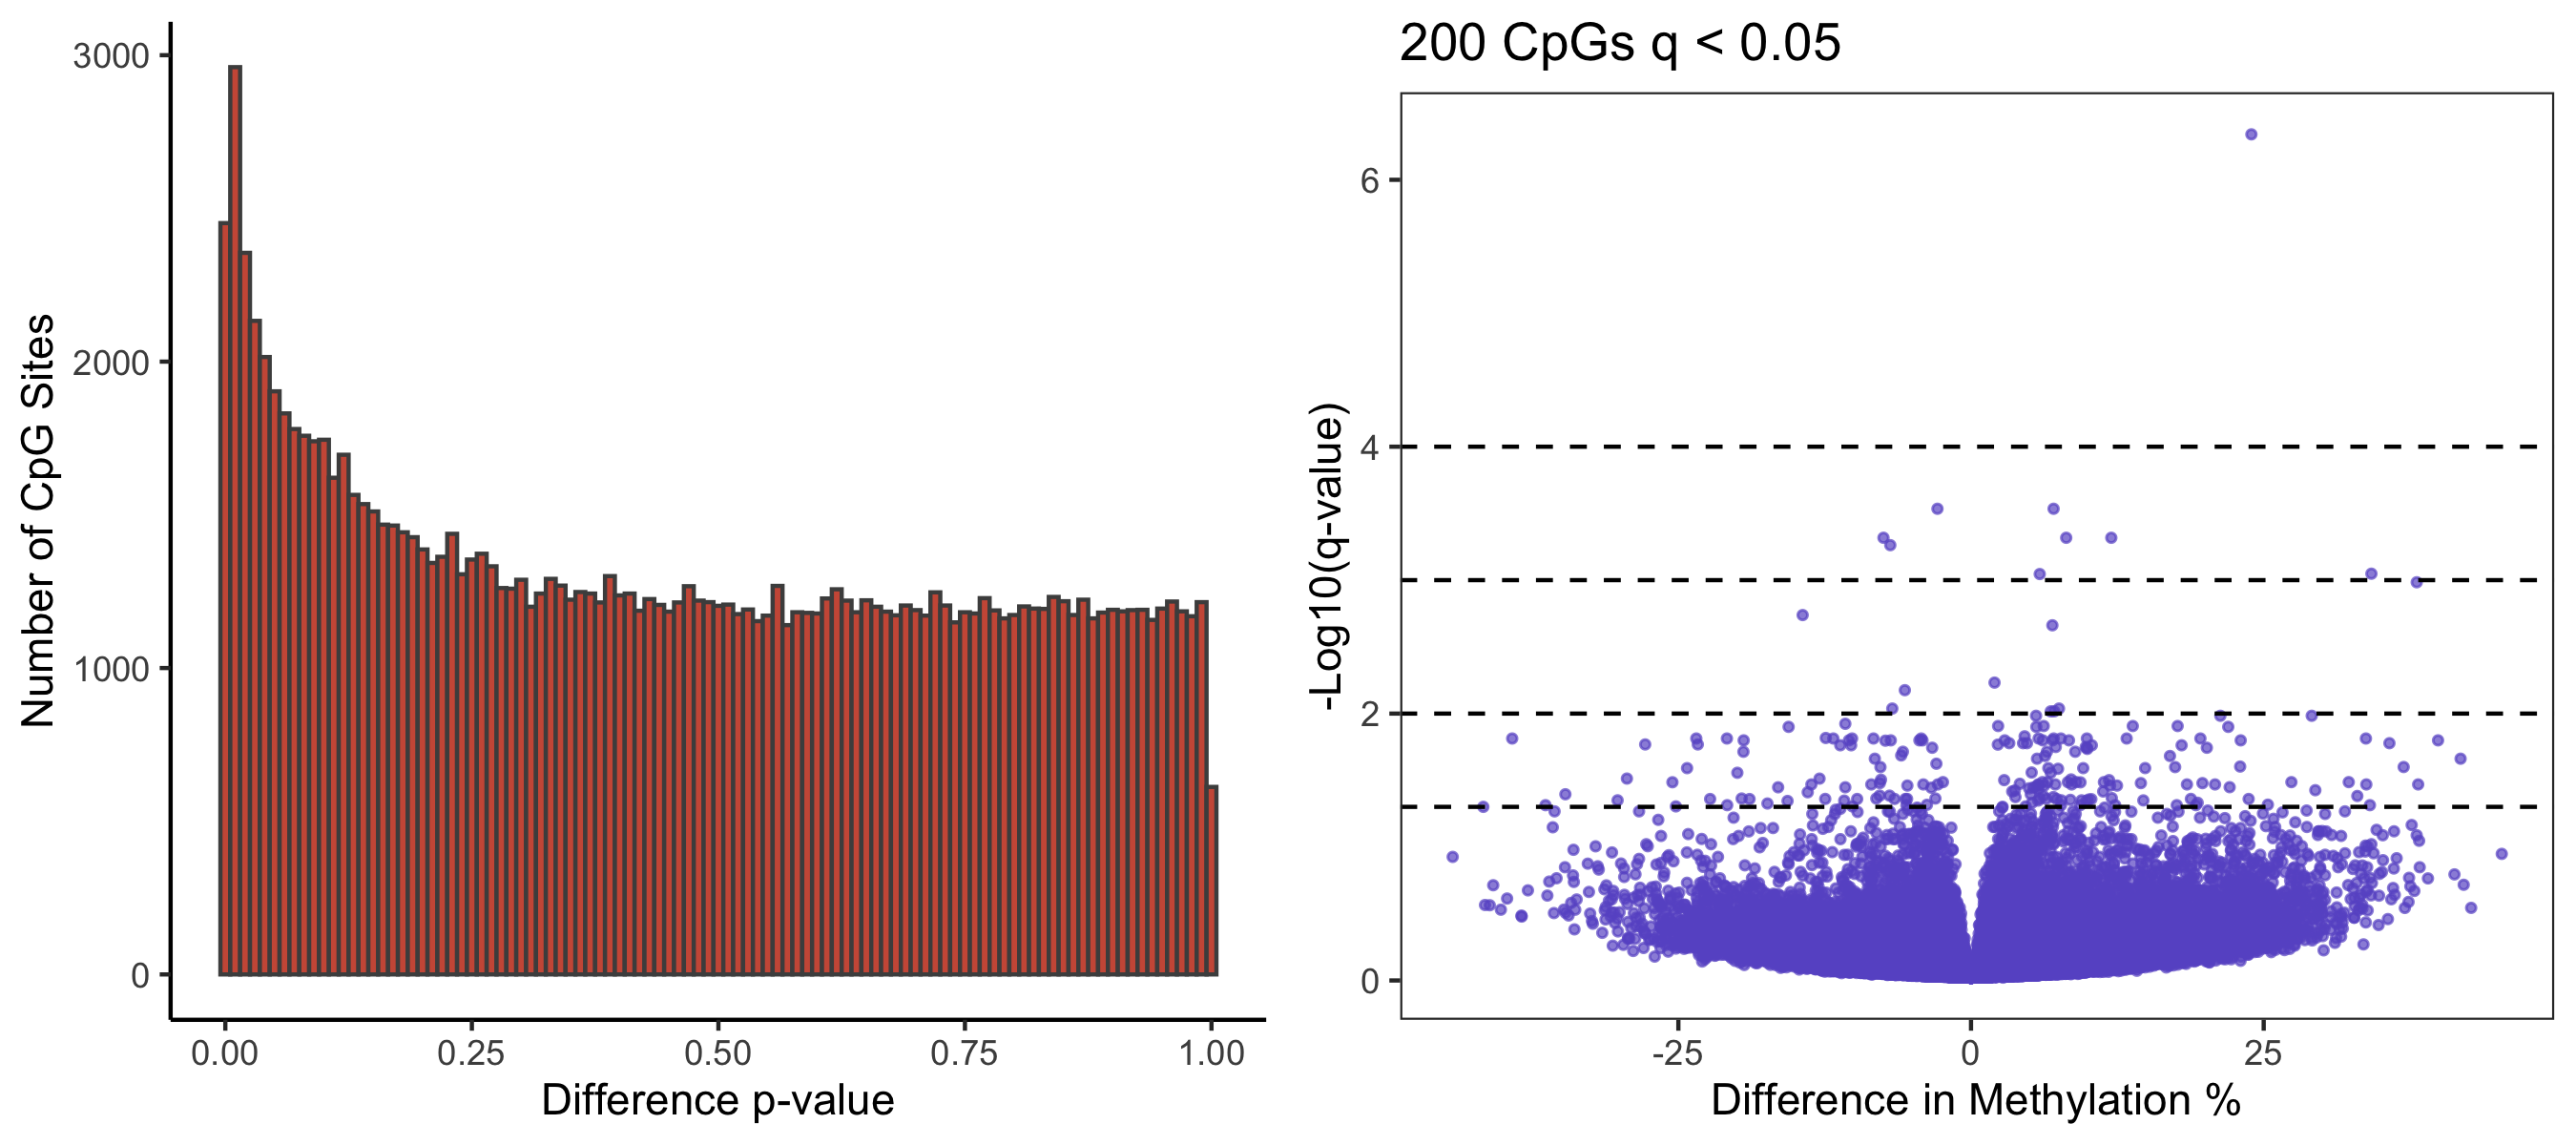 3000
2000
1000
0
Number of CpG Sites
0.00 0.25 0.50 0.75 1.00
Difference p-value
200 CpGs q < 0.05
6
4
2
0
-Log10(q-value)
-25 0 25
Difference in Methylation %